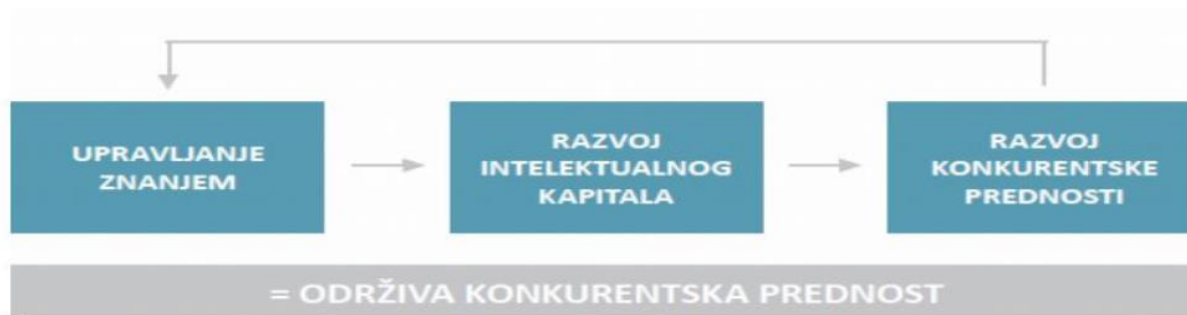 UPRAVLJANJE
ZNANJEM
RAZVOJ
INTELEKTUALNOG
KAPITALA
RAZVOJ
KONKURENTSKE
PREDNOSTI
= ODRŽIVA KONKURENTSKA PREDNOST